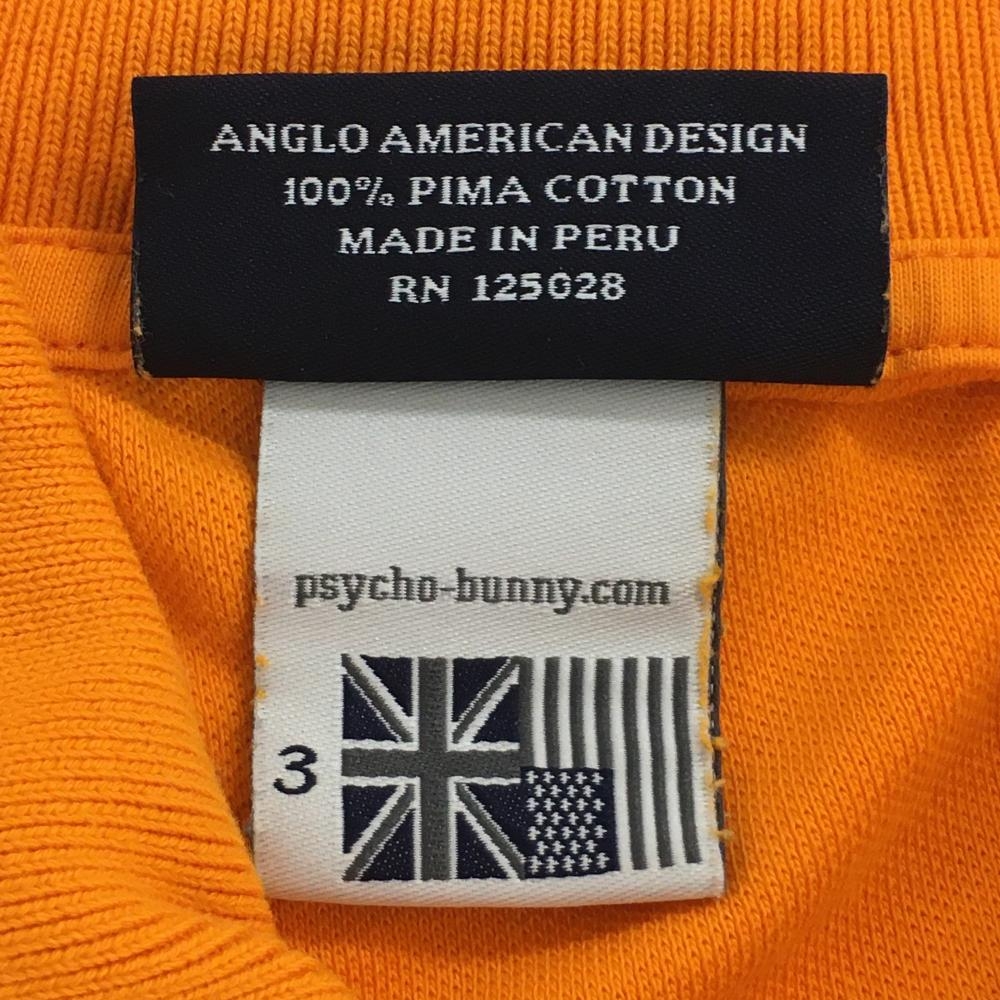 ANGLO AMERICAN DESIGN
100% PIMA COTTON
MADE IN PERU
RN 125028
psycho-bunny.com
3